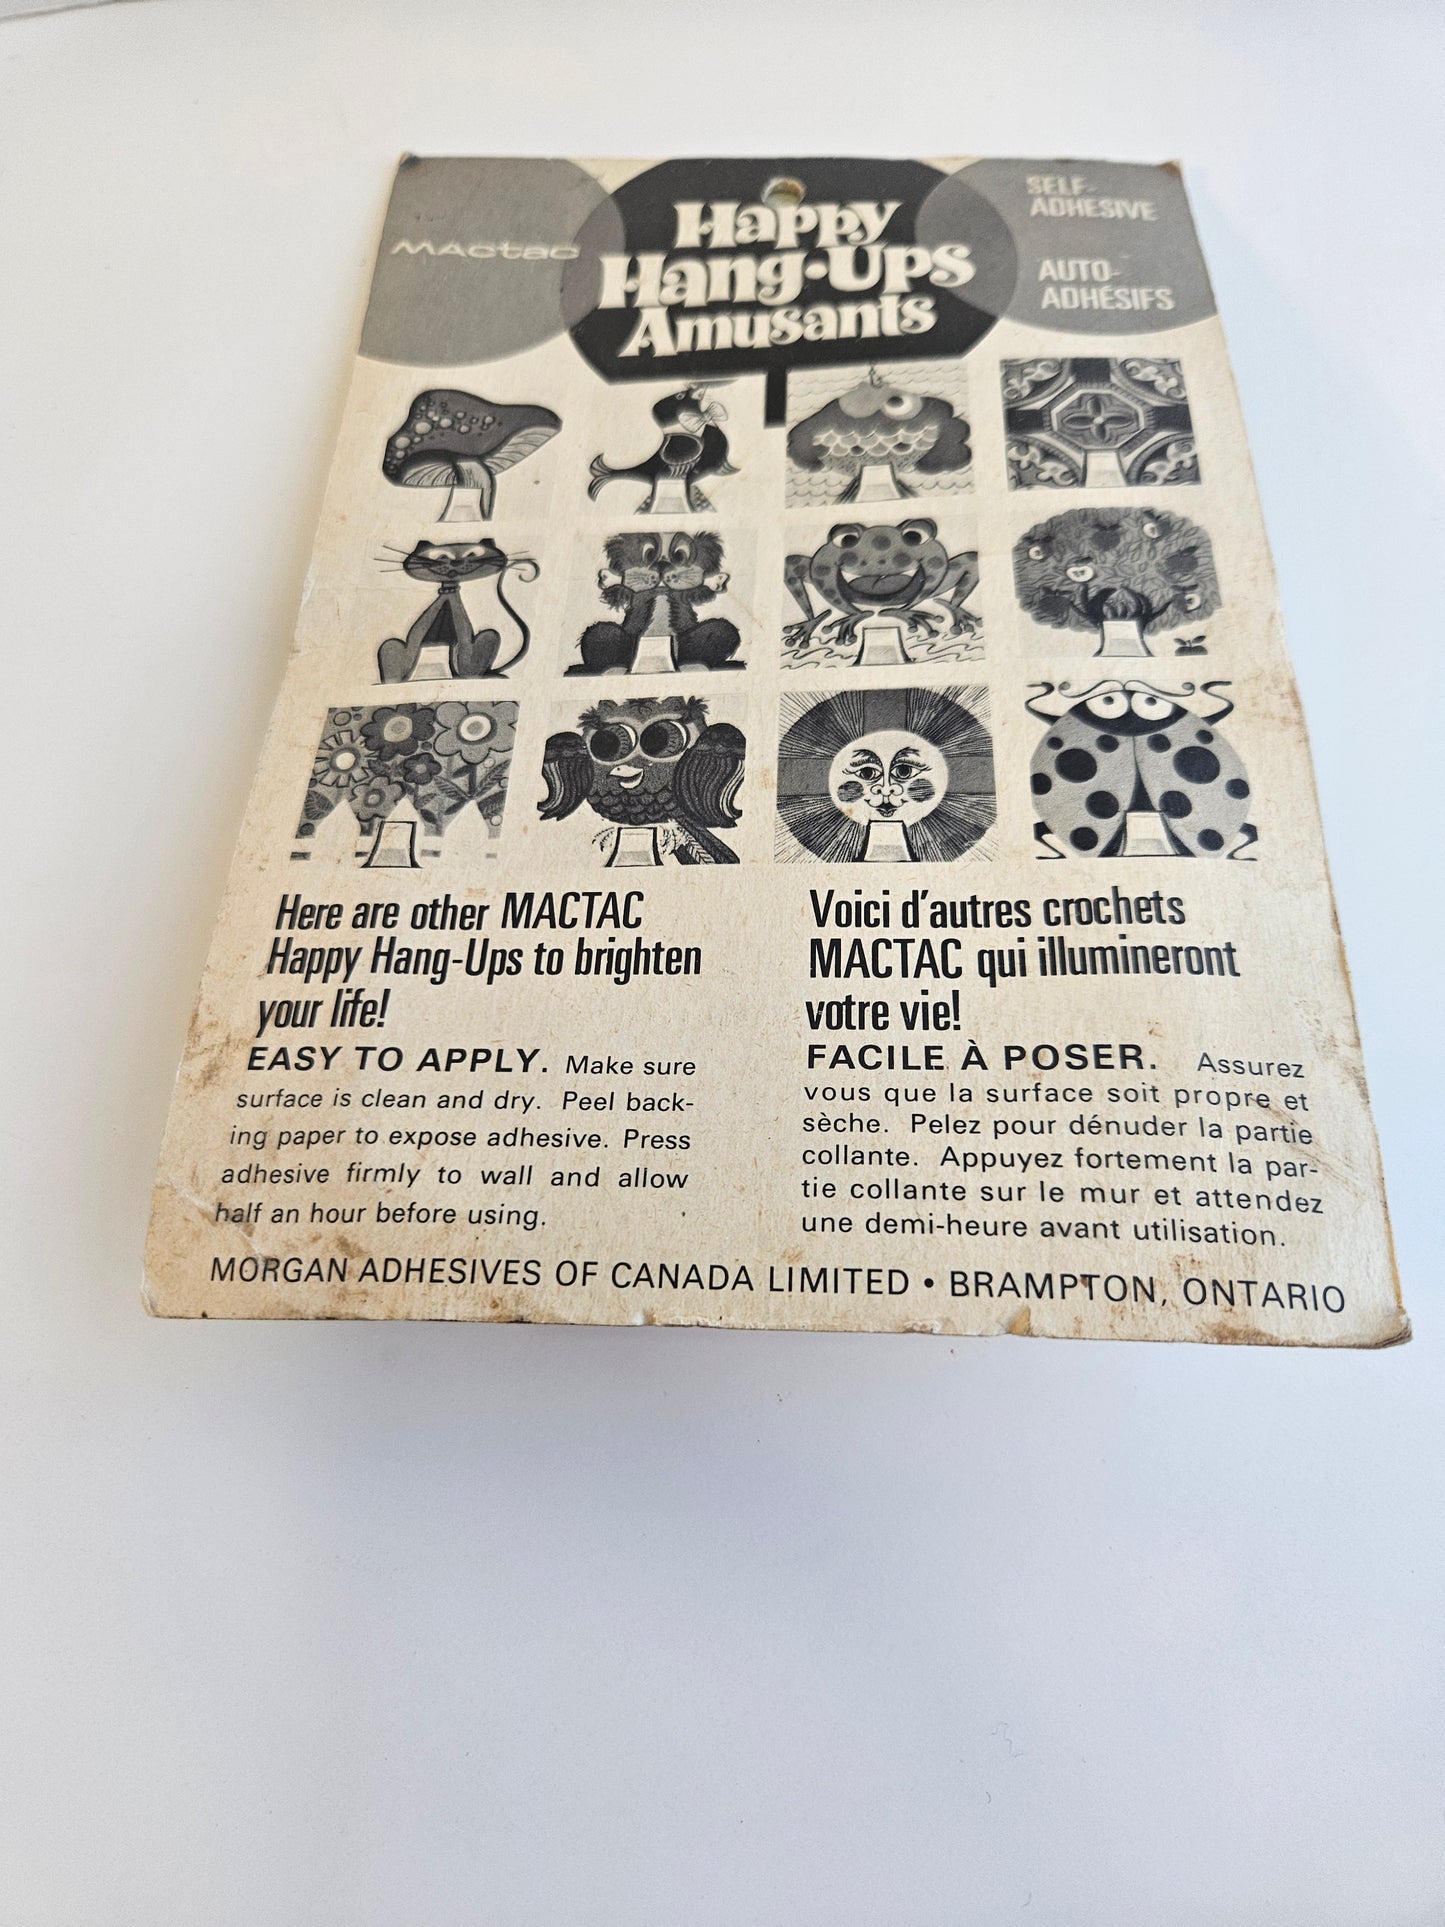 MACtac
Happy
Hang-Ups
Amusants
SELF-
ADHESIVE
AUTO-
ADHÉSIFS
Here are other MACTAC
Happy Hang-Ups to brighten
your life!
EASY TO APPLY. Make sure
surface is clean and dry. Peel back-
ing paper to expose adhesive. Press
adhesive firmly to wall and allow
half an hour before using.
Voici d'autres crochets
MACTAC qui illumineront
votre vie!
FACILE À POSER. Assurez
vous que la surface soit propre et
sèche. Pelez pour dénuder la partie
collante. Appuyez fortement la par-
tie collante sur le mur et attendez
une demi-heure avant utilisation.
MORGAN ADHESIVES OF CANADA LIMITED • BRAMPTON, ONTARIO